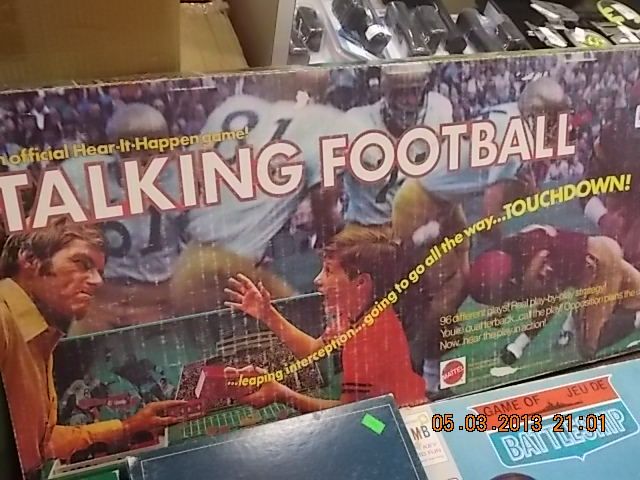 n official Hear-It-Happen game!
TALKING FOOTBALL
81
...leaping interception...going to go all the way...TOUCHDOWN!
96 different plays! Real play-by-play strategy!
You're quarterback...call the play! Opposition plans the
Now...hear the play in action!
MATTEL
GAME OF JEU DE
BATTLESHIP
MB
05.03.2013 21:01